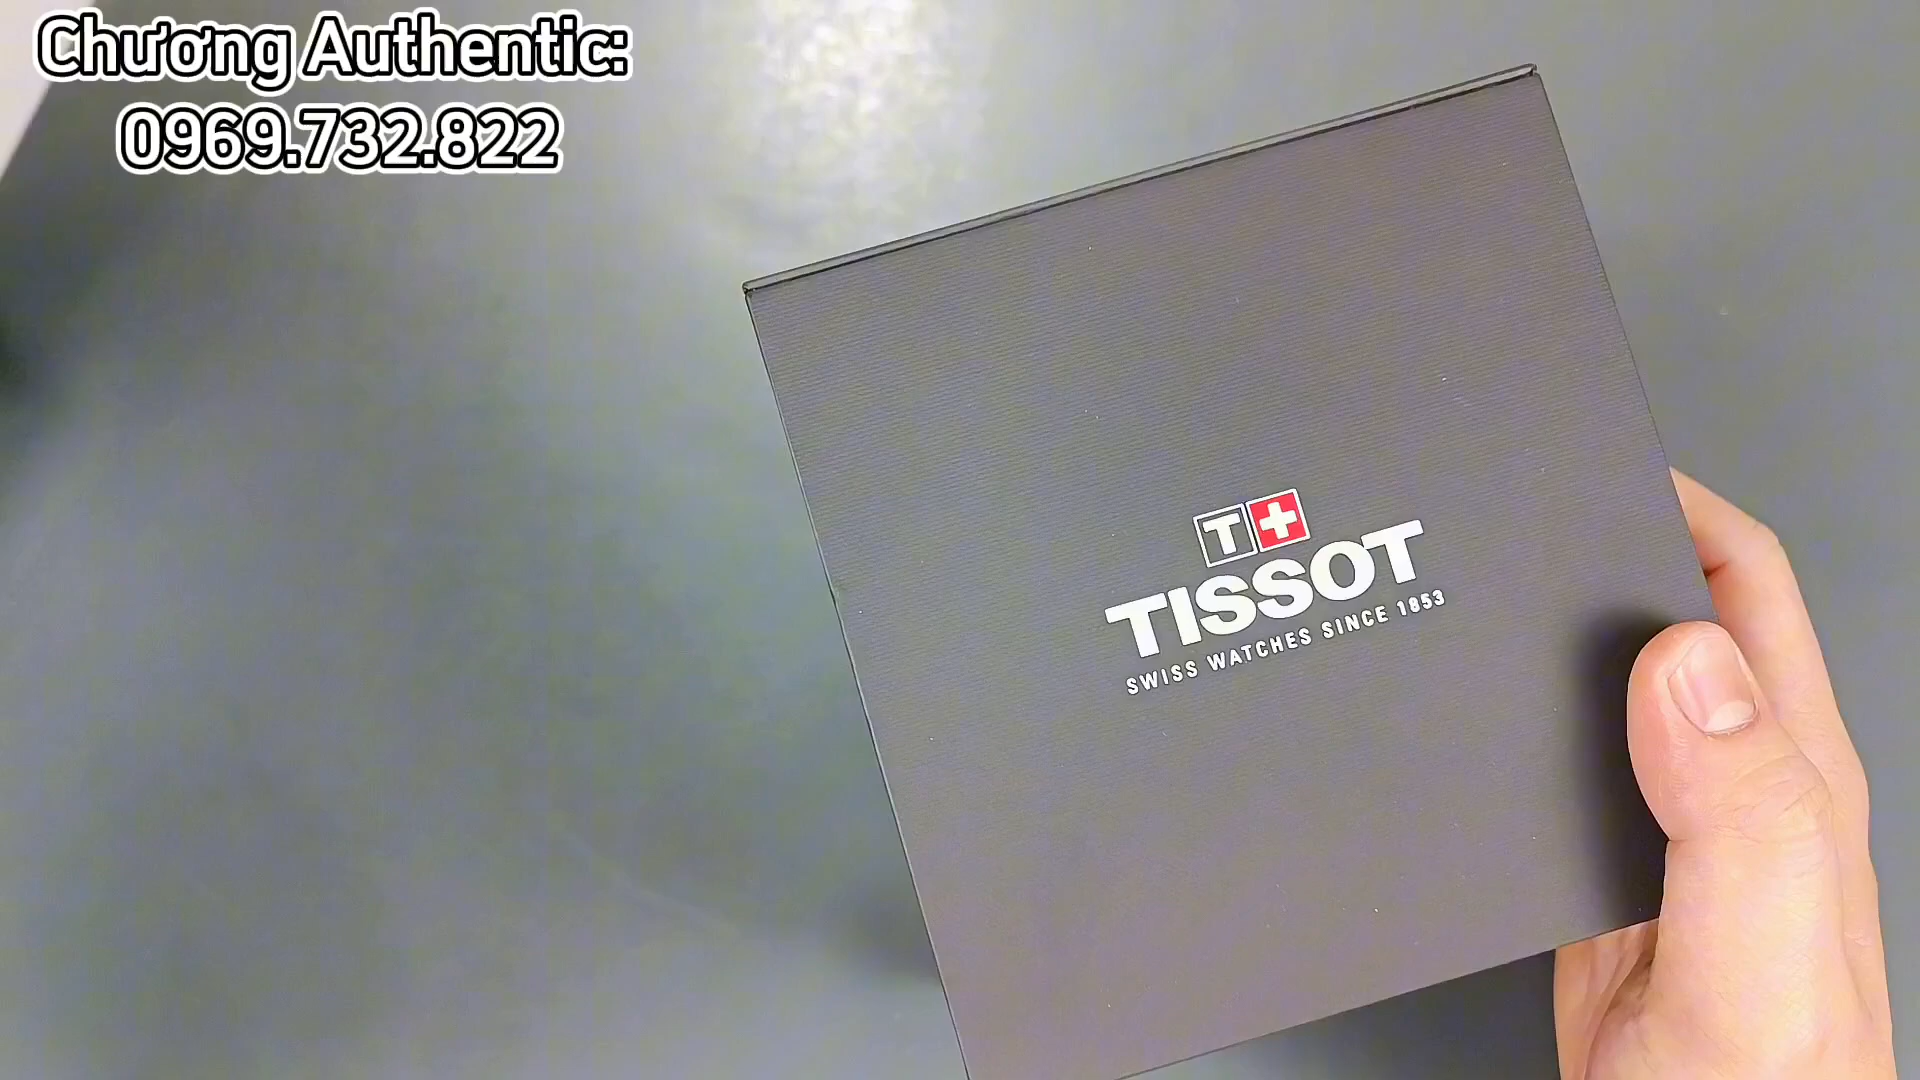 Chương Authentic:
0969.732.822
T+
TISSOT
SWISS WATCHES SINCE 1853